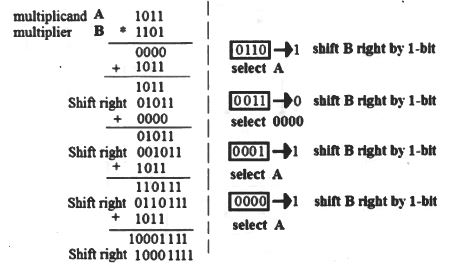 multiplicand A 1011
multiplier B * 1101
0000
+ 1011
1011
Shift right 01011
+ 0000
01011
Shift right 001011
+ 1011
110111
Shift right 0110111
+ 1011
10001111
Shift right 1000 1111
0110 1 shift B right by 1-bit
select A
0011 0 shift B right by 1-bit
select 0000
0001 1 shift B right by 1-bit
select A
0000 1 shift B right by 1-bit
select A